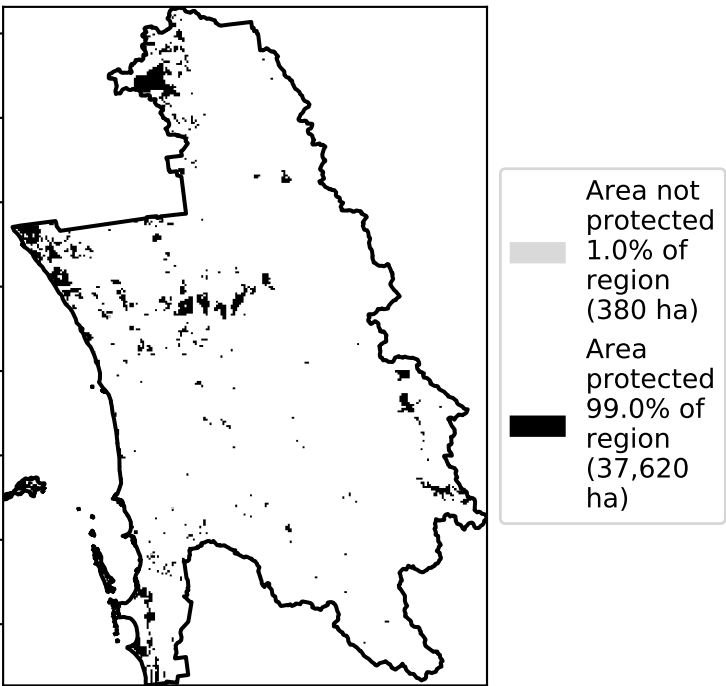 Area not
protected
1.0% of
region
(380 ha)
Area
protected
99.0% of
region
(37,620
ha)